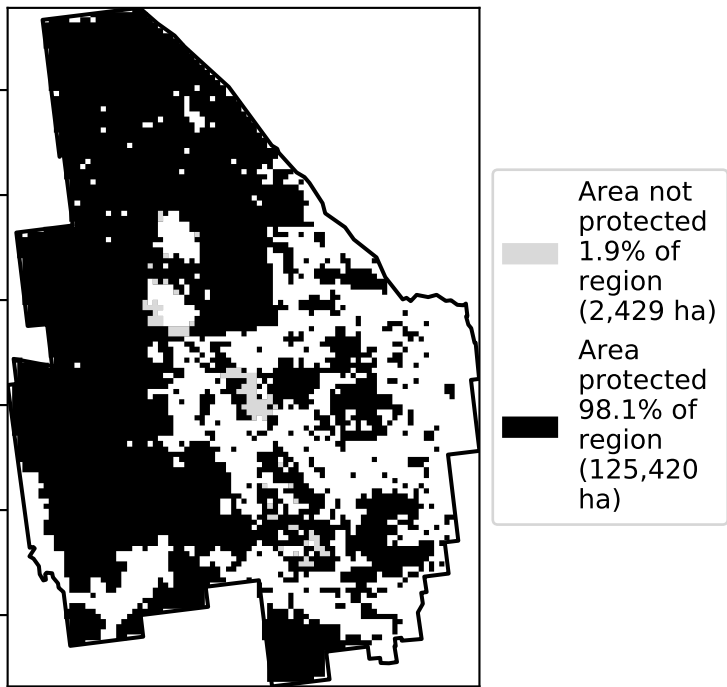 Area not
protected
1.9% of
region
(2,429 ha)
Area
protected
98.1% of
region
(125,420
ha)